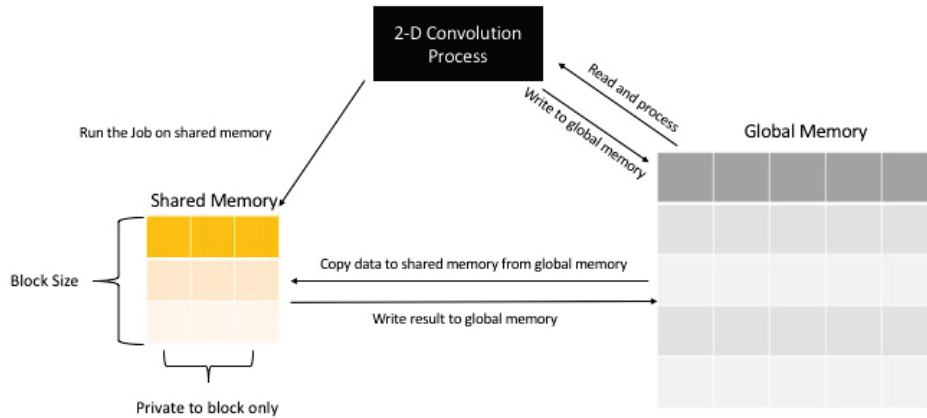 2-D Convolution
Process
Read and process
Write to global memory
Run the Job on shared memory
Global Memory
Shared Memory
Block Size
Copy data to shared memory from global memory
Write result to global memory
Private to block only